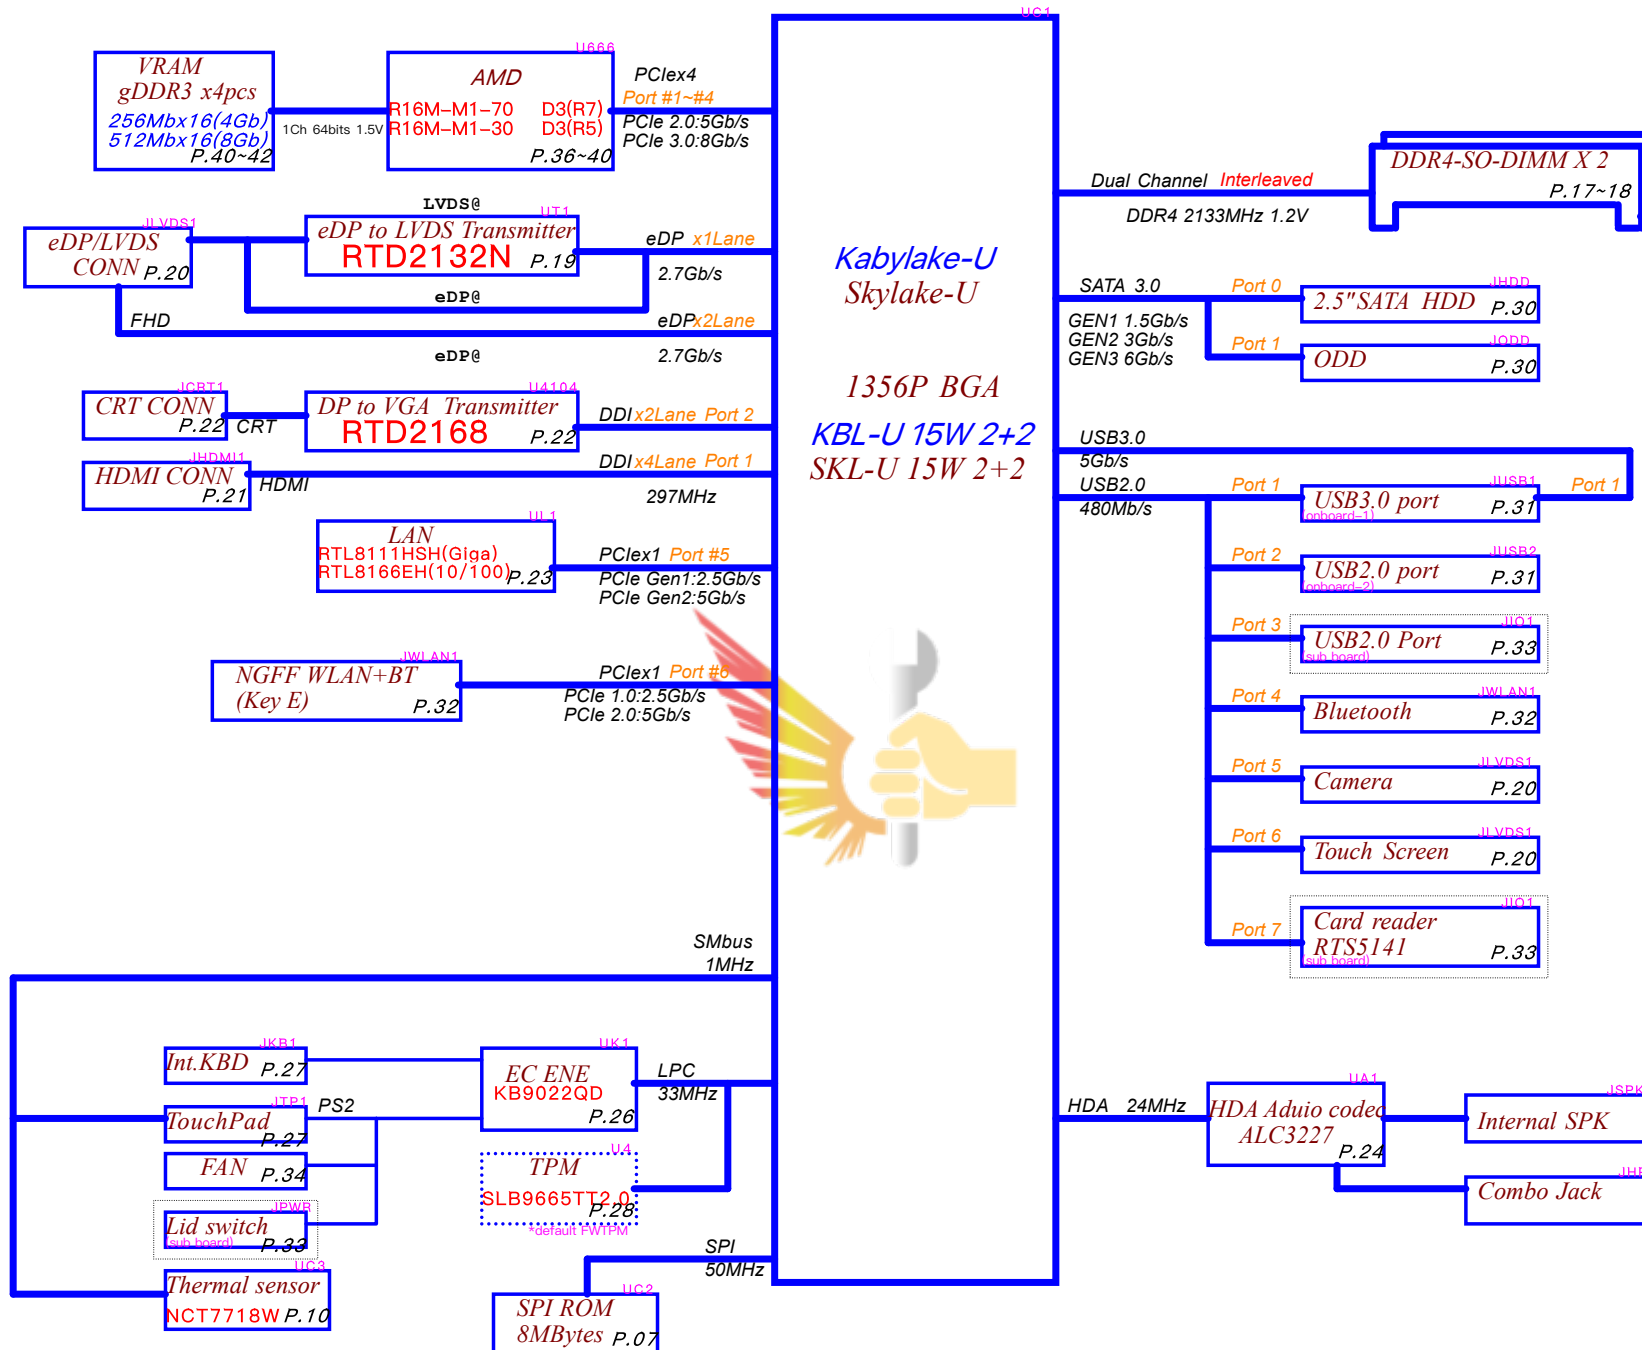 UC1
U666
VRAM
gDDR3 x4pcs
256Mbx16(4Gb)
512Mbx16(8Gb)
P.40~42
1Ch 64bits 1.5V
AMD
R16M-M1-70 D3(R7)
R16M-M1-30 D3(R5)
P.36~40
PCIex4
Port #1~#4
PCIe 2.0:5Gb/s
PCIe 3.0:8Gb/s
LVDS@
JLVDS1
eDP/LVDS
CONN P.20
UT1
eDP to LVDS Transmitter
RTD2132N P.19
eDP x1Lane
2.7Gb/s
eDP@
FHD
eDPx2Lane
eDP@
2.7Gb/s
JCRT1
CRT CONN
P.22
CRT
U4104
DP to VGA Transmitter
RTD2168 P.22
DDI x2Lane Port 2
JHDMI1
HDMI CONN
P.21
HDMI
DDI x4Lane Port 1
297MHz
UL1
LAN
RTL8111HSH(Giga)
RTL8166EH(10/100)
P.23
PCIex1 Port #5
PCIe Gen1:2.5Gb/s
PCIe Gen2:5Gb/s
JWLAN1
NGFF WLAN+BT
(Key E) P.32
PCIex1 Port #6
PCIe 1.0:2.5Gb/s
PCIe 2.0:5Gb/s
SMbus
1MHz
JKB1
Int.KBD P.27
JTP1
TouchPad
P.27
PS2
FAN P.34
JPWR
Lid switch
(sub board) P.33
UC3
Thermal sensor
NCT7718W P.10
UK1
EC ENE
KB9022QD
P.26
LPC
33MHz
U4
TPM
SLB9665TT2.0
P.28
*default FWTPM
SPI
50MHz
UC2
SPI ROM
8MBytes P.07
Kabylake-U
Skylake-U
1356P BGA
KBL-U 15W 2+2
SKL-U 15W 2+2
Dual Channel Interleaved
DDR4 2133MHz 1.2V
DDR4-SO-DIMM X 2
P.17~18
SATA 3.0
GEN1 1.5Gb/s
GEN2 3Gb/s
GEN3 6Gb/s
Port 0
JHDD
2.5"SATA HDD P.30
Port 1
JODD
ODD P.30
USB3.0
5Gb/s
USB2.0
480Mb/s
Port 1
JUSB1
USB3.0 port
(onboard-1) P.31
Port 1
Port 2
JUSB2
USB2.0 port
(onboard-2) P.31
Port 3
JIO1
USB2.0 Port
(sub board) P.33
Port 4
JWLAN1
Bluetooth P.32
Port 5
JLVDS1
Camera P.20
Port 6
JLVDS1
Touch Screen P.20
Port 7
JIO1
Card reader
RTS5141 P.33
(sub board)
HDA 24MHz
UA1
HDA Aduio codec
ALC3227
P.24
JSPK
Internal SPK
Combo Jack